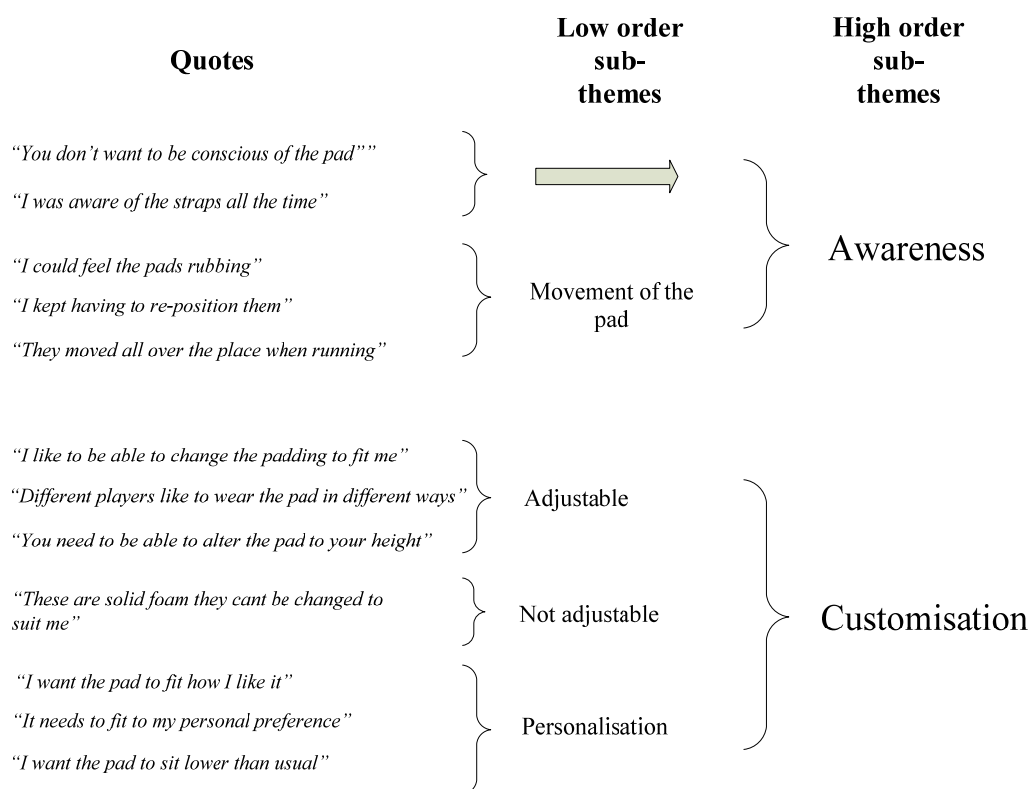 Quotes
Low order
sub-
themes
High order
sub-
themes
“You don’t want to be conscious of the pad””
“I was aware of the straps all the time”
“I could feel the pads rubbing”
“I kept having to re-position them”
“They moved all over the place when running”
Movement of the
pad
Awareness
“I like to be able to change the padding to fit me”
“Different players like to wear the pad in different ways”
“You need to be able to alter the pad to your height”
Adjustable
“These are solid foam they cant be changed to
suit me”
Not adjustable
“I want the pad to fit how I like it”
“It needs to fit to my personal preference”
“I want the pad to sit lower than usual”
Personalisation
Customisation